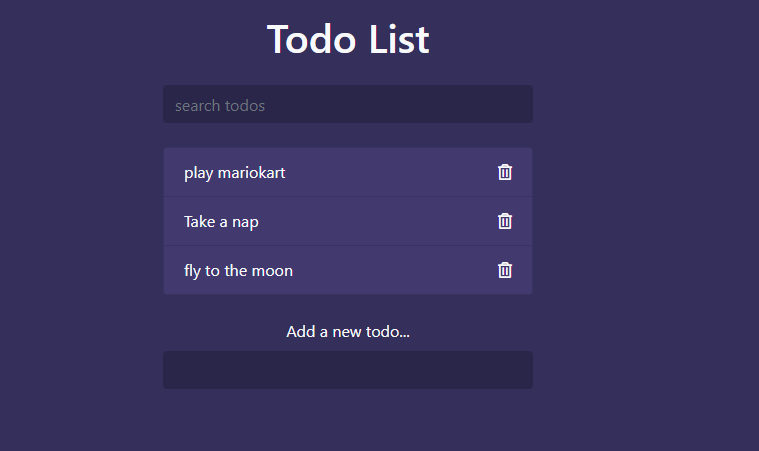 Todo List
search todos
play mariokart
Take a nap
fly to the moon
Add a new todo...